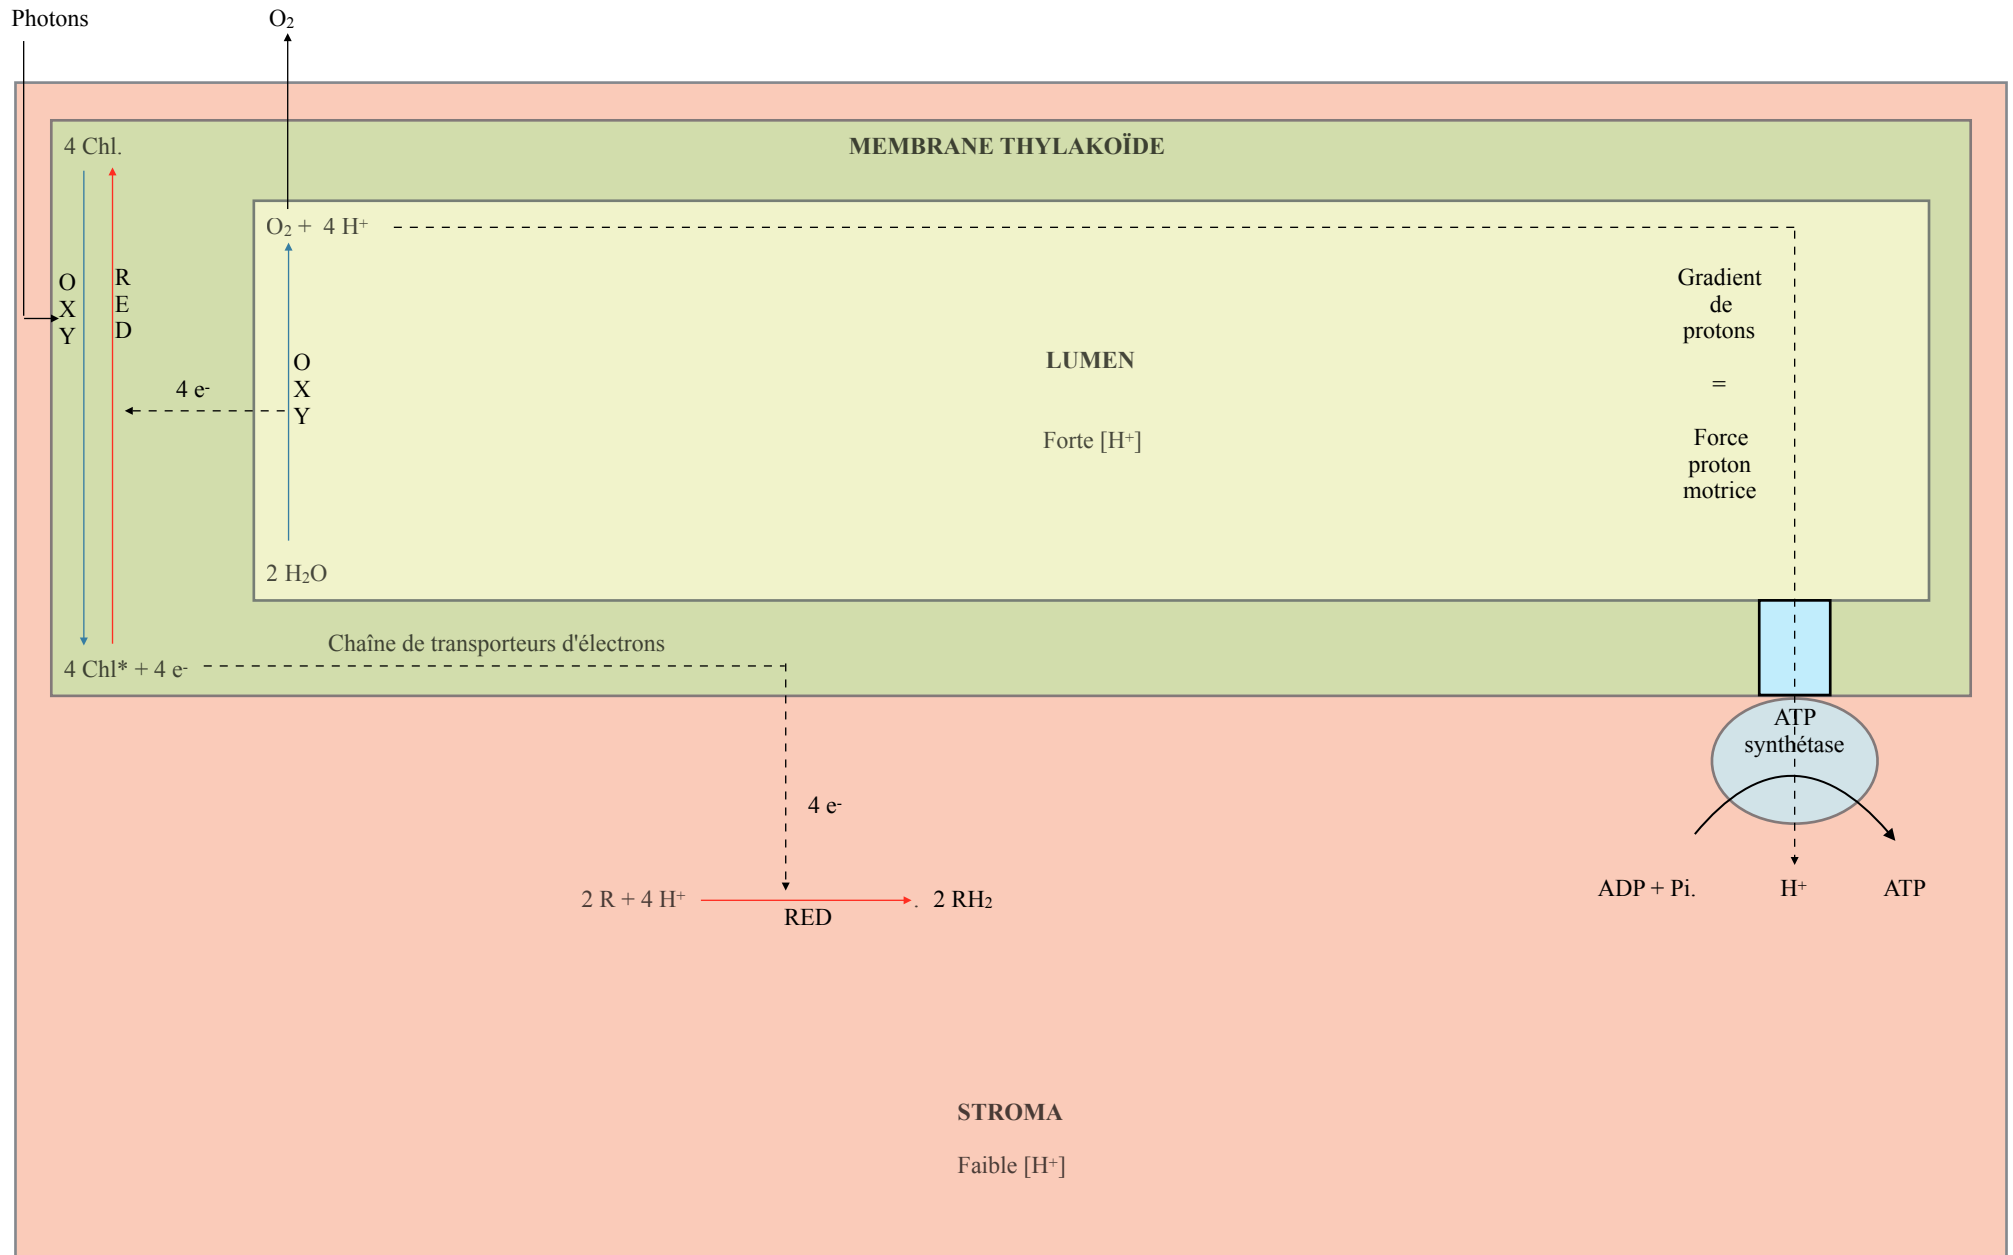 Photons
O₂
4 Chl.
MEMBRANE THYLAKOÏDE
O₂ + 4 H⁺
O
X
Y
R
E
D
Gradient
de
protons
=
Force
proton
motrice
O
X
Y
LUMEN
4 e⁻
Forte [H⁺]
2 H₂O
Chaîne de transporteurs d'électrons
4 Chl* + 4 e⁻
ATP
synthétase
4 e⁻
2 R + 4 H⁺ . 2 RH₂
RED
ADP + Pi. H⁺ ATP
STROMA
Faible [H⁺]